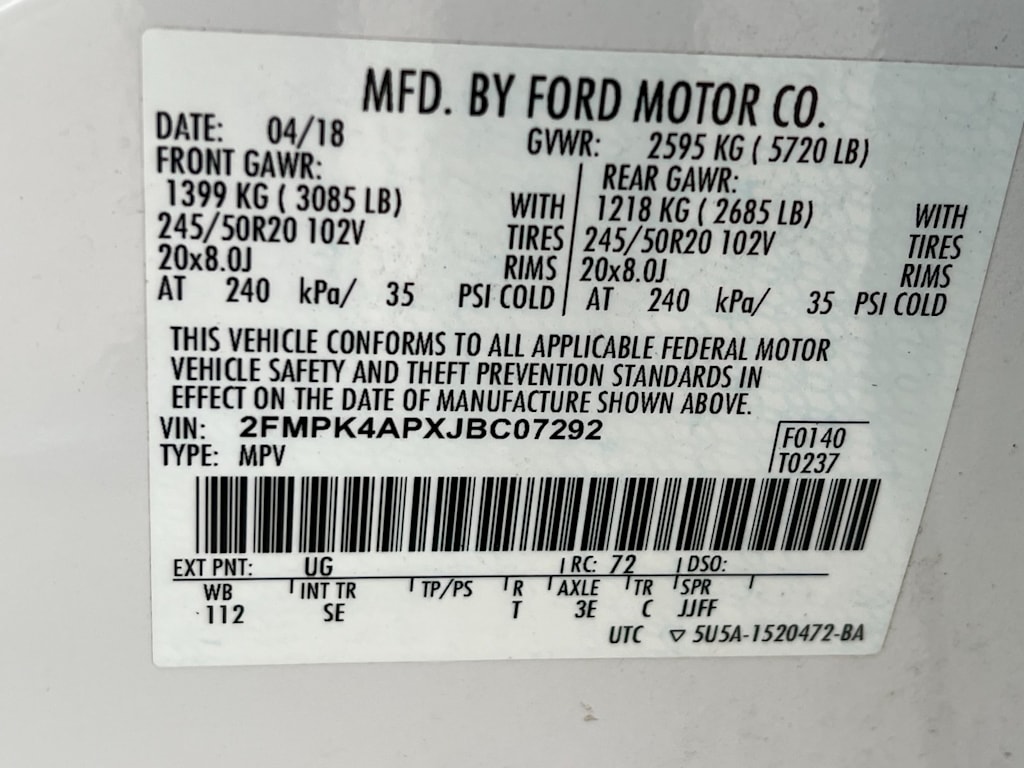 MFD. BY FORD MOTOR CO.
DATE: 04/18 GVWR: 2595 KG ( 5720 LB)
FRONT GAWR: REAR GAWR:
1399 KG ( 3085 LB) WITH 1218 KG ( 2685 LB) WITH
245/50R20 102V TIRES 245/50R20 102V TIRES
20x8.0J RIMS 20x8.0J RIMS
AT 240 kPa/ 35 PSI COLD AT 240 kPa/ 35 PSI COLD
THIS VEHICLE CONFORMS TO ALL APPLICABLE FEDERAL MOTOR
VEHICLE SAFETY AND THEFT PREVENTION STANDARDS IN
EFFECT ON THE DATE OF MANUFACTURE SHOWN ABOVE.
VIN: 2FMPK4APXJBC07292 F0140
TYPE: MPV T0237
EXT PNT: UG RC: 72 DSO:
WB INT TR TP/PS R AXLE TR SPR
112 SE T 3E C JJFF
UTC ▽ 5U5A-1520472-BA